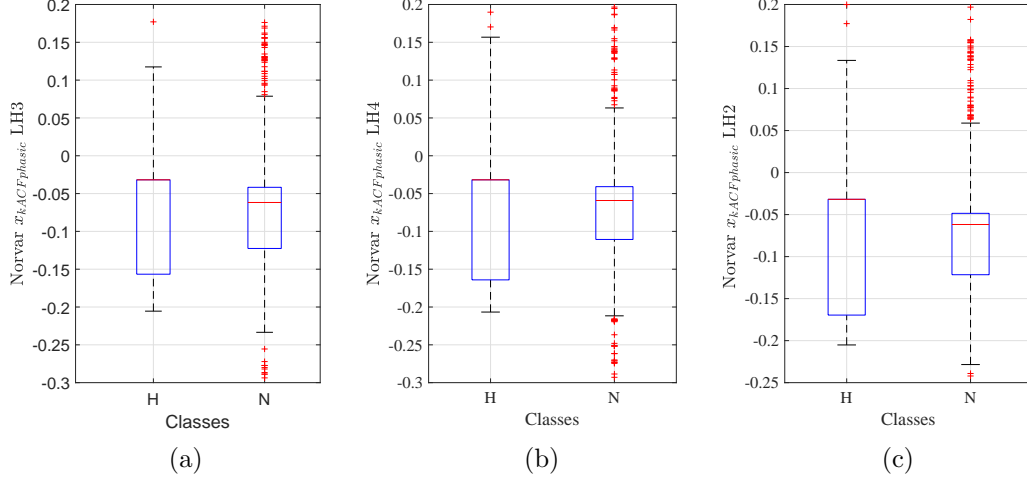 0.2
0.15
0.1
0.05
0
-0.05
-0.1
-0.15
-0.2
-0.25
-0.3
Norvar x_{kACFphasic} LH3
H
N
Classes
(a)
0.2
0.15
0.1
0.05
0
-0.05
-0.1
-0.15
-0.2
-0.25
-0.3
Norvar x_{kACFphasic} LH4
H
N
Classes
(b)
0.2
0.15
0.1
0.05
0
-0.05
-0.1
-0.15
-0.2
-0.25
Norvar x_{kACFphasic} LH2
H
N
Classes
(c)